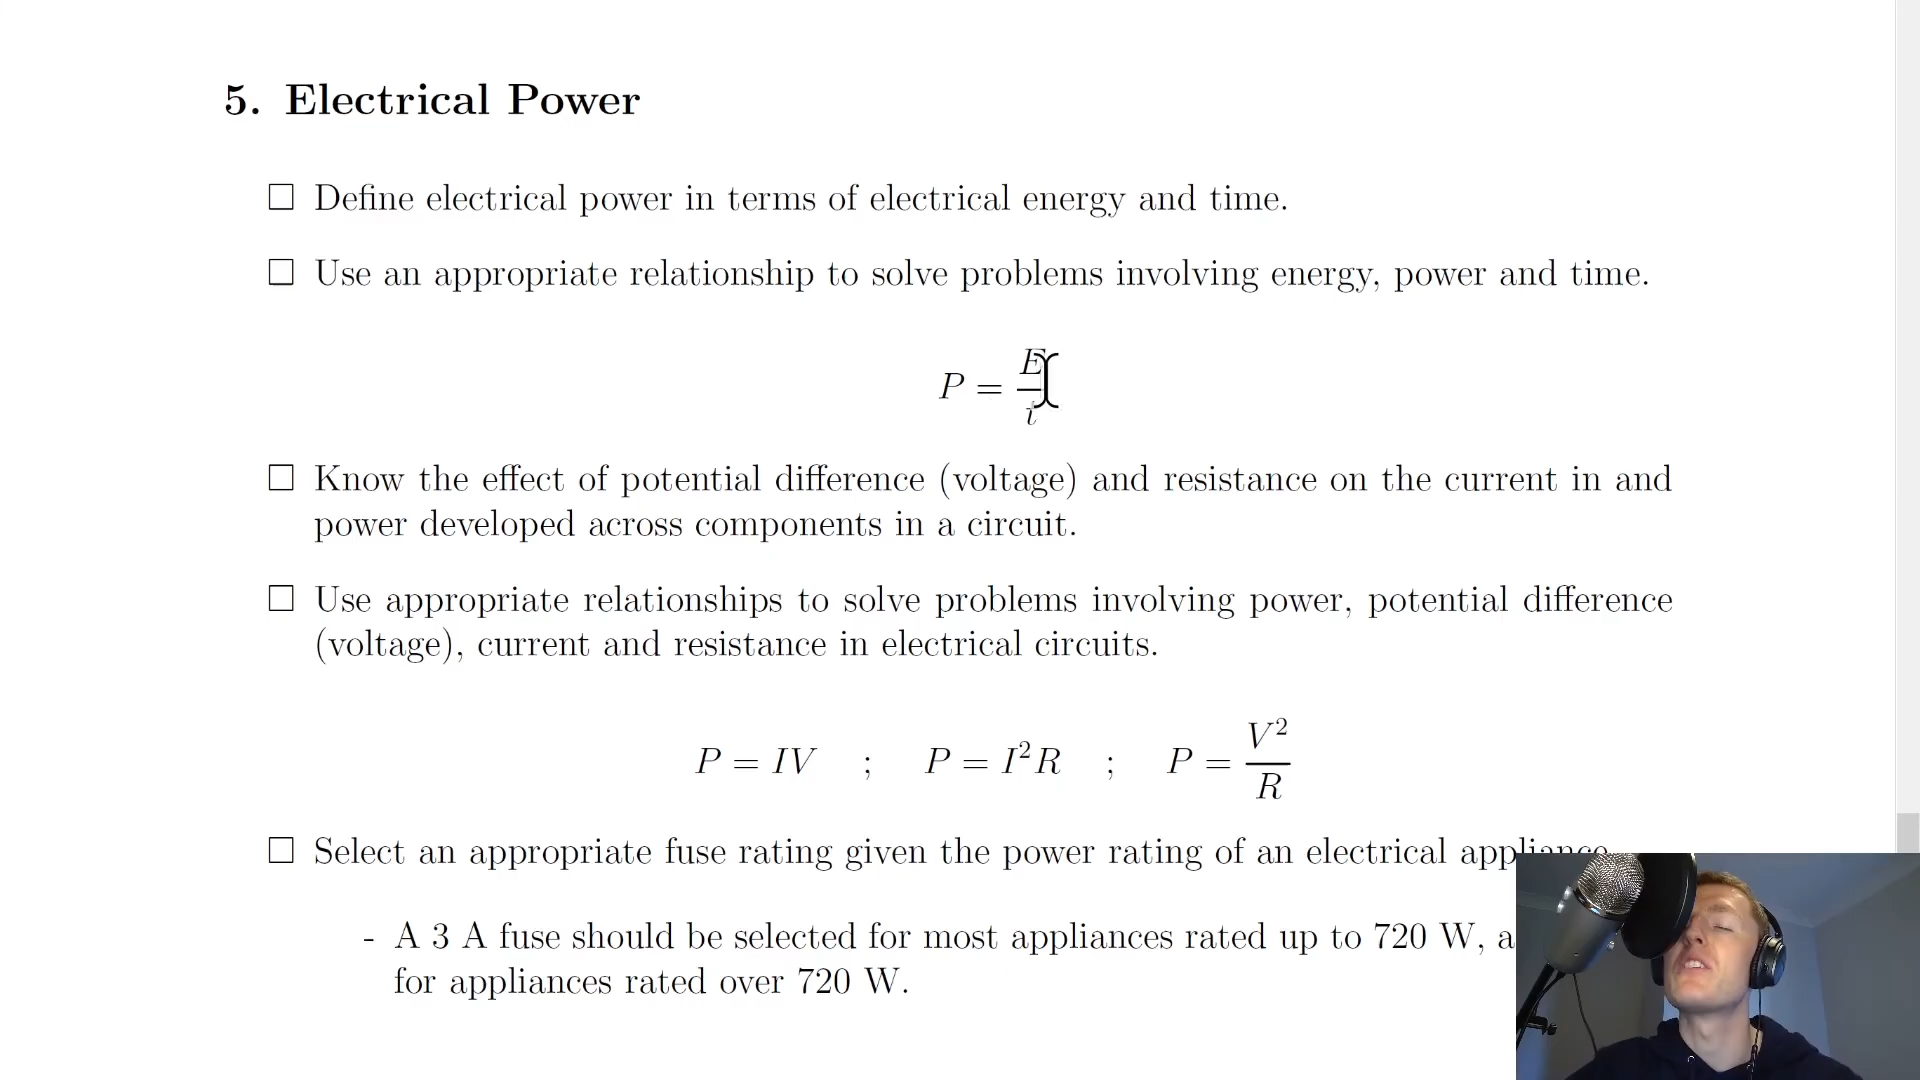 5. Electrical Power
Define electrical power in terms of electrical energy and time.
Use an appropriate relationship to solve problems involving energy, power and time.
P = E/t
Know the effect of potential difference (voltage) and resistance on the current in and
power developed across components in a circuit.
Use appropriate relationships to solve problems involving power, potential difference
(voltage), current and resistance in electrical circuits.
P = IV ; P = I²R ; P = V²/R
Select an appropriate fuse rating given the power rating of an electrical appliance
- A 3 A fuse should be selected for most appliances rated up to 720 W, a
for appliances rated over 720 W.